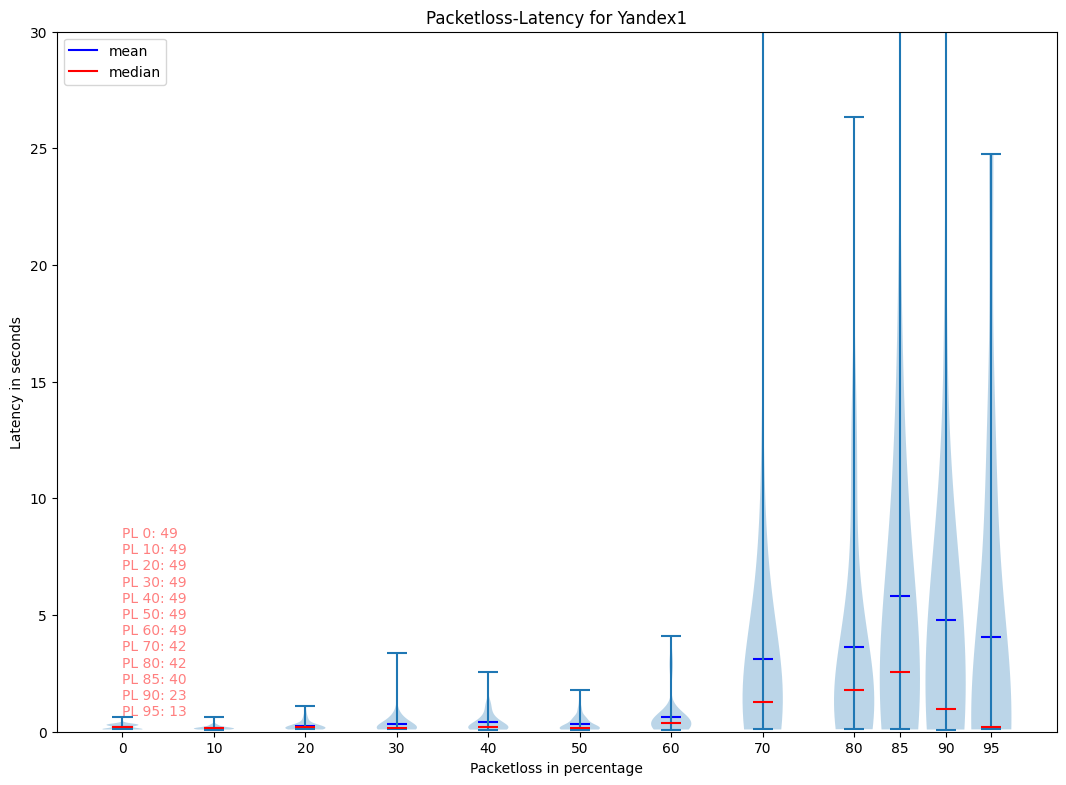 Packetloss-Latency for Yandex1
mean
median
30
25
20
15
10
5
0
Latency in seconds
PL 0: 49
PL 10: 49
PL 20: 49
PL 30: 49
PL 40: 49
PL 50: 49
PL 60: 49
PL 70: 42
PL 80: 42
PL 85: 40
PL 90: 23
PL 95: 13
0 10 20 30 40 50 60 70 80 85 90 95
Packetloss in percentage